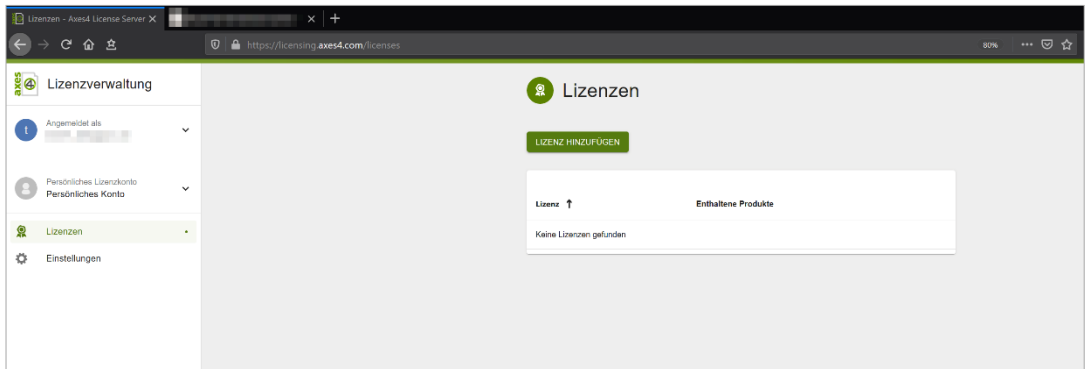 Lizenzen - Axes4 License Server
https://licensing.axes4.com/licenses
80%
axes
4
Lizenzverwaltung
t
Angemeldet als
Persönliches Lizenzkonto
Persönliches Konto
Lizenzen
Einstellungen
Lizenzen
LIZENZ HINZUFÜGEN
Lizenz Enthaltene Produkte
Keine Lizenzen gefunden